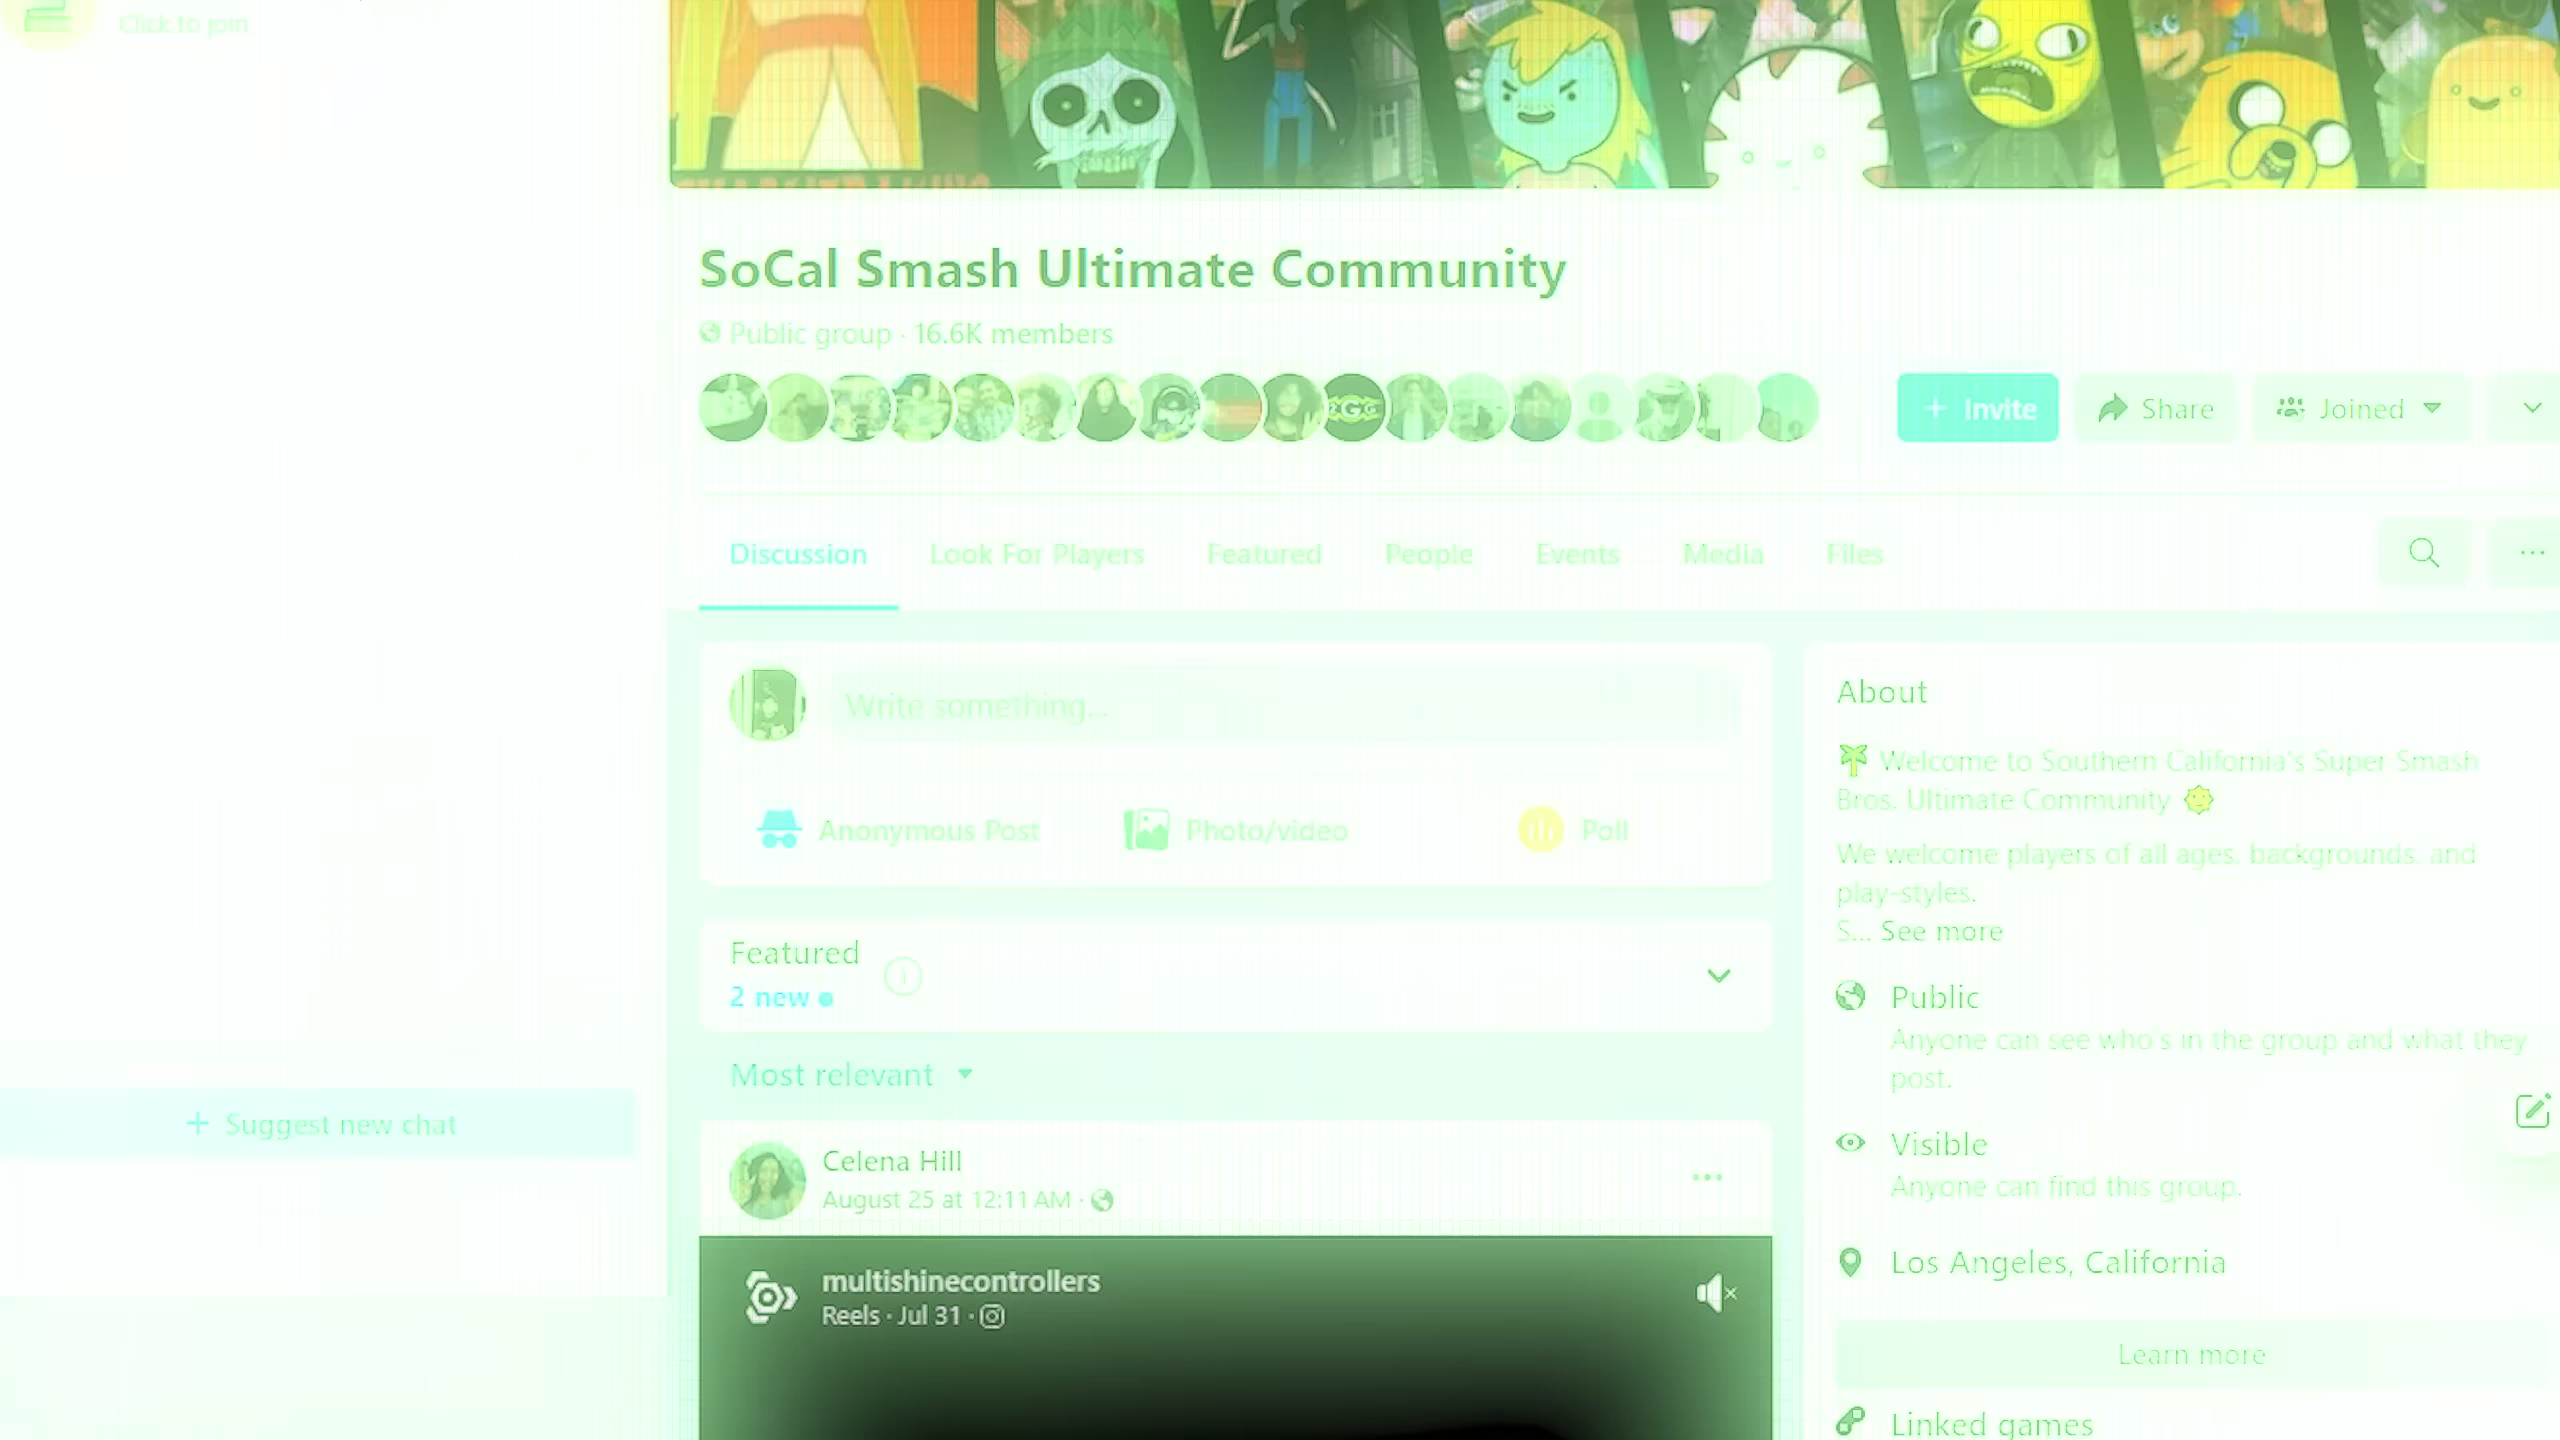 Click to join
SoCal Smash Ultimate Community
Public group · 16.6K members
+ Invite
Share
Joined
Discussion
Look For Players
Featured
People
Events
Media
Files
Write something...
Anonymous Post
Photo/video
Poll
Featured
2 new
Most relevant
Celena Hill
August 25 at 12:11 AM ·
multishinecontrollers
Reels · Jul 31 ·
About
🌴 Welcome to Southern California's Super Smash
Bros. Ultimate Community 🌞
We welcome players of all ages, backgrounds, and
play-styles.
S... See more
Public
Anyone can see who's in the group and what they
post.
Visible
Anyone can find this group.
Los Angeles, California
Learn more
Linked games
+ Suggest new chat